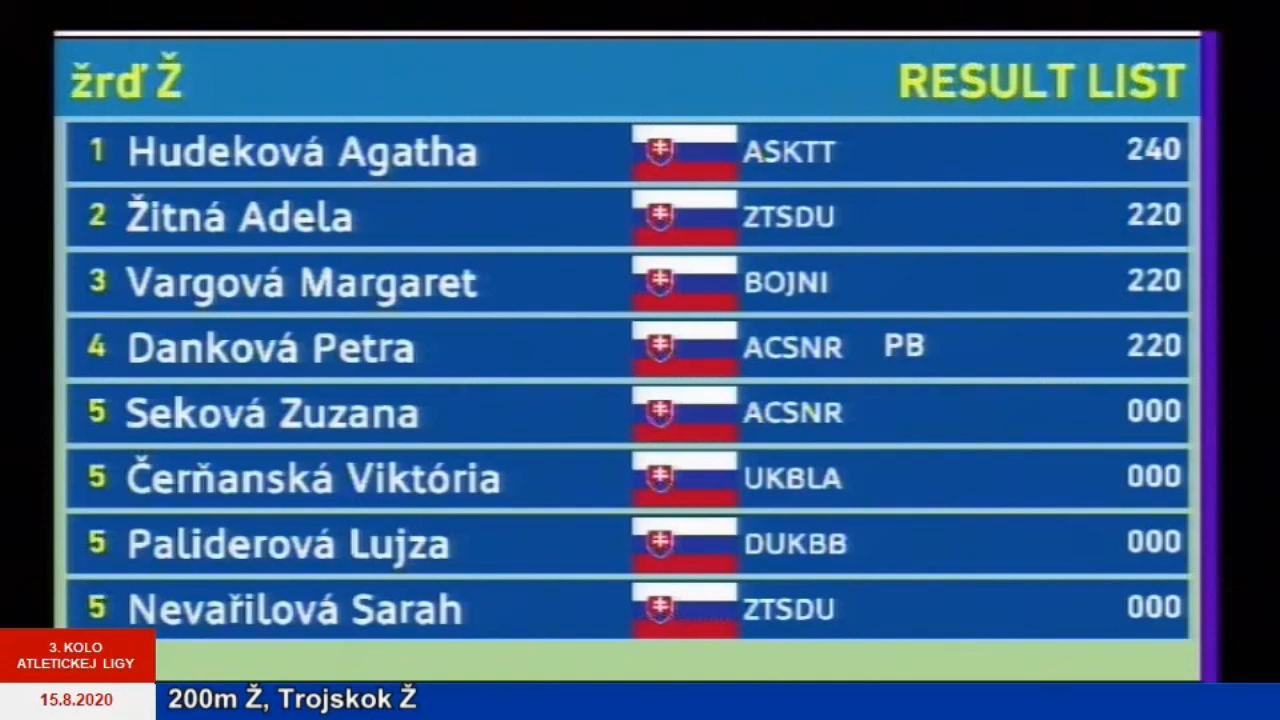 žrď Ž RESULT LIST
1 Hudeková Agatha ASKTT 240
2 Žitná Adela ZTSDU 220
3 Vargová Margaret BOJNI 220
4 Danková Petra ACSNR PB 220
5 Seková Zuzana ACSNR 000
5 Čerňanská Viktória UKBLA 000
5 Paliderová Lujza DUKBB 000
5 Nevařilová Sarah ZTSDU 000
3. KOLO
ATLETICKEJ LIGY
15.8.2020
200m Ž, Trojskok Ž